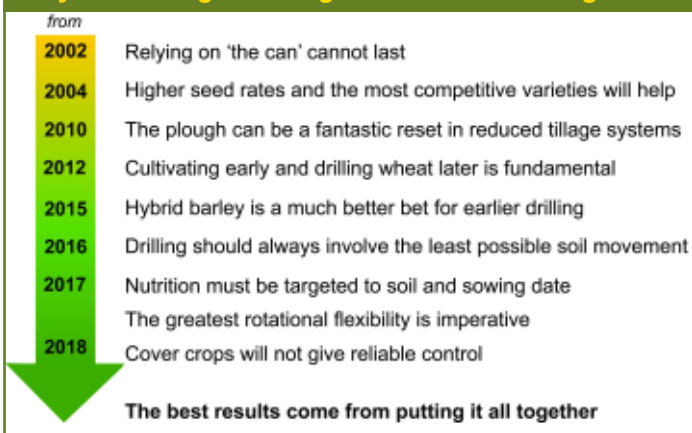 from
2002 Relying on ‘the can’ cannot last
2004 Higher seed rates and the most competitive varieties will help
2010 The plough can be a fantastic reset in reduced tillage systems
2012 Cultivating early and drilling wheat later is fundamental
2015 Hybrid barley is a much better bet for earlier drilling
2016 Drilling should always involve the least possible soil movement
2017 Nutrition must be targeted to soil and sowing date
The greatest rotational flexibility is imperative
2018 Cover crops will not give reliable control
The best results come from putting it all together